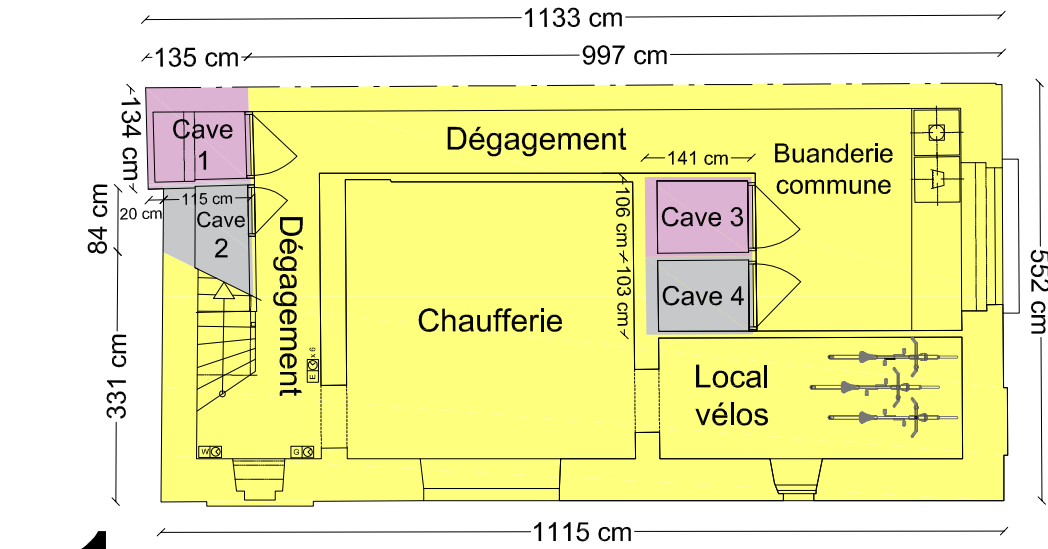 1133 cm
135 cm
997 cm
134 cm
Cave
1
Dégagement
141 cm
Buanderie
commune
84 cm
20 cm
115 cm
Cave
2
Dégagement
106 cm
Cave 3
103 cm
Cave 4
552 cm
Chaufferie
331 cm
E x 6
Local
vélos
W
G
1115 cm